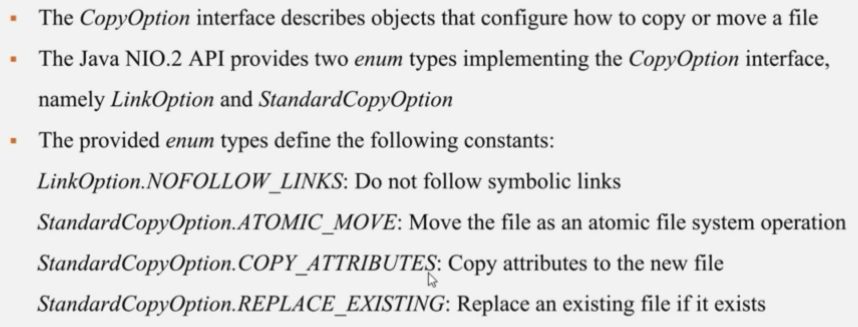 ▪ The CopyOption interface describes objects that configure how to copy or move a file
▪ The Java NIO.2 API provides two enum types implementing the CopyOption interface,
namely LinkOption and StandardCopyOption
▪ The provided enum types define the following constants:
LinkOption.NOFOLLOW_LINKS: Do not follow symbolic links
StandardCopyOption.ATOMIC_MOVE: Move the file as an atomic file system operation
StandardCopyOption.COPY_ATTRIBUTES: Copy attributes to the new file
StandardCopyOption.REPLACE_EXISTING: Replace an existing file if it exists